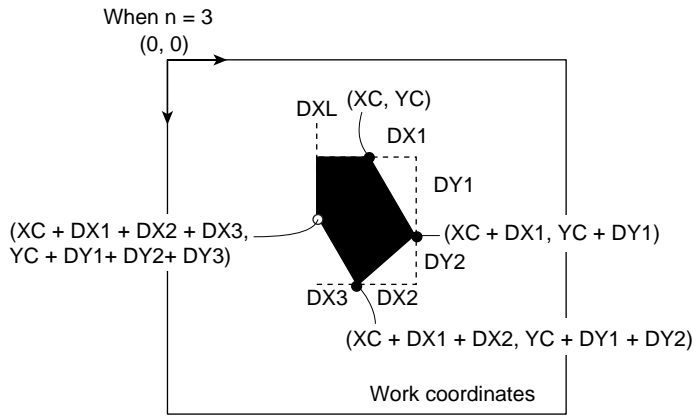 When n = 3
(0, 0)
DXL
(XC, YC)
DX1
DY1
(XC + DX1 + DX2 + DX3,
YC + DY1+ DY2+ DY3)
(XC + DX1, YC + DY1)
DY2
DX3
DX2
(XC + DX1 + DX2, YC + DY1 + DY2)
Work coordinates